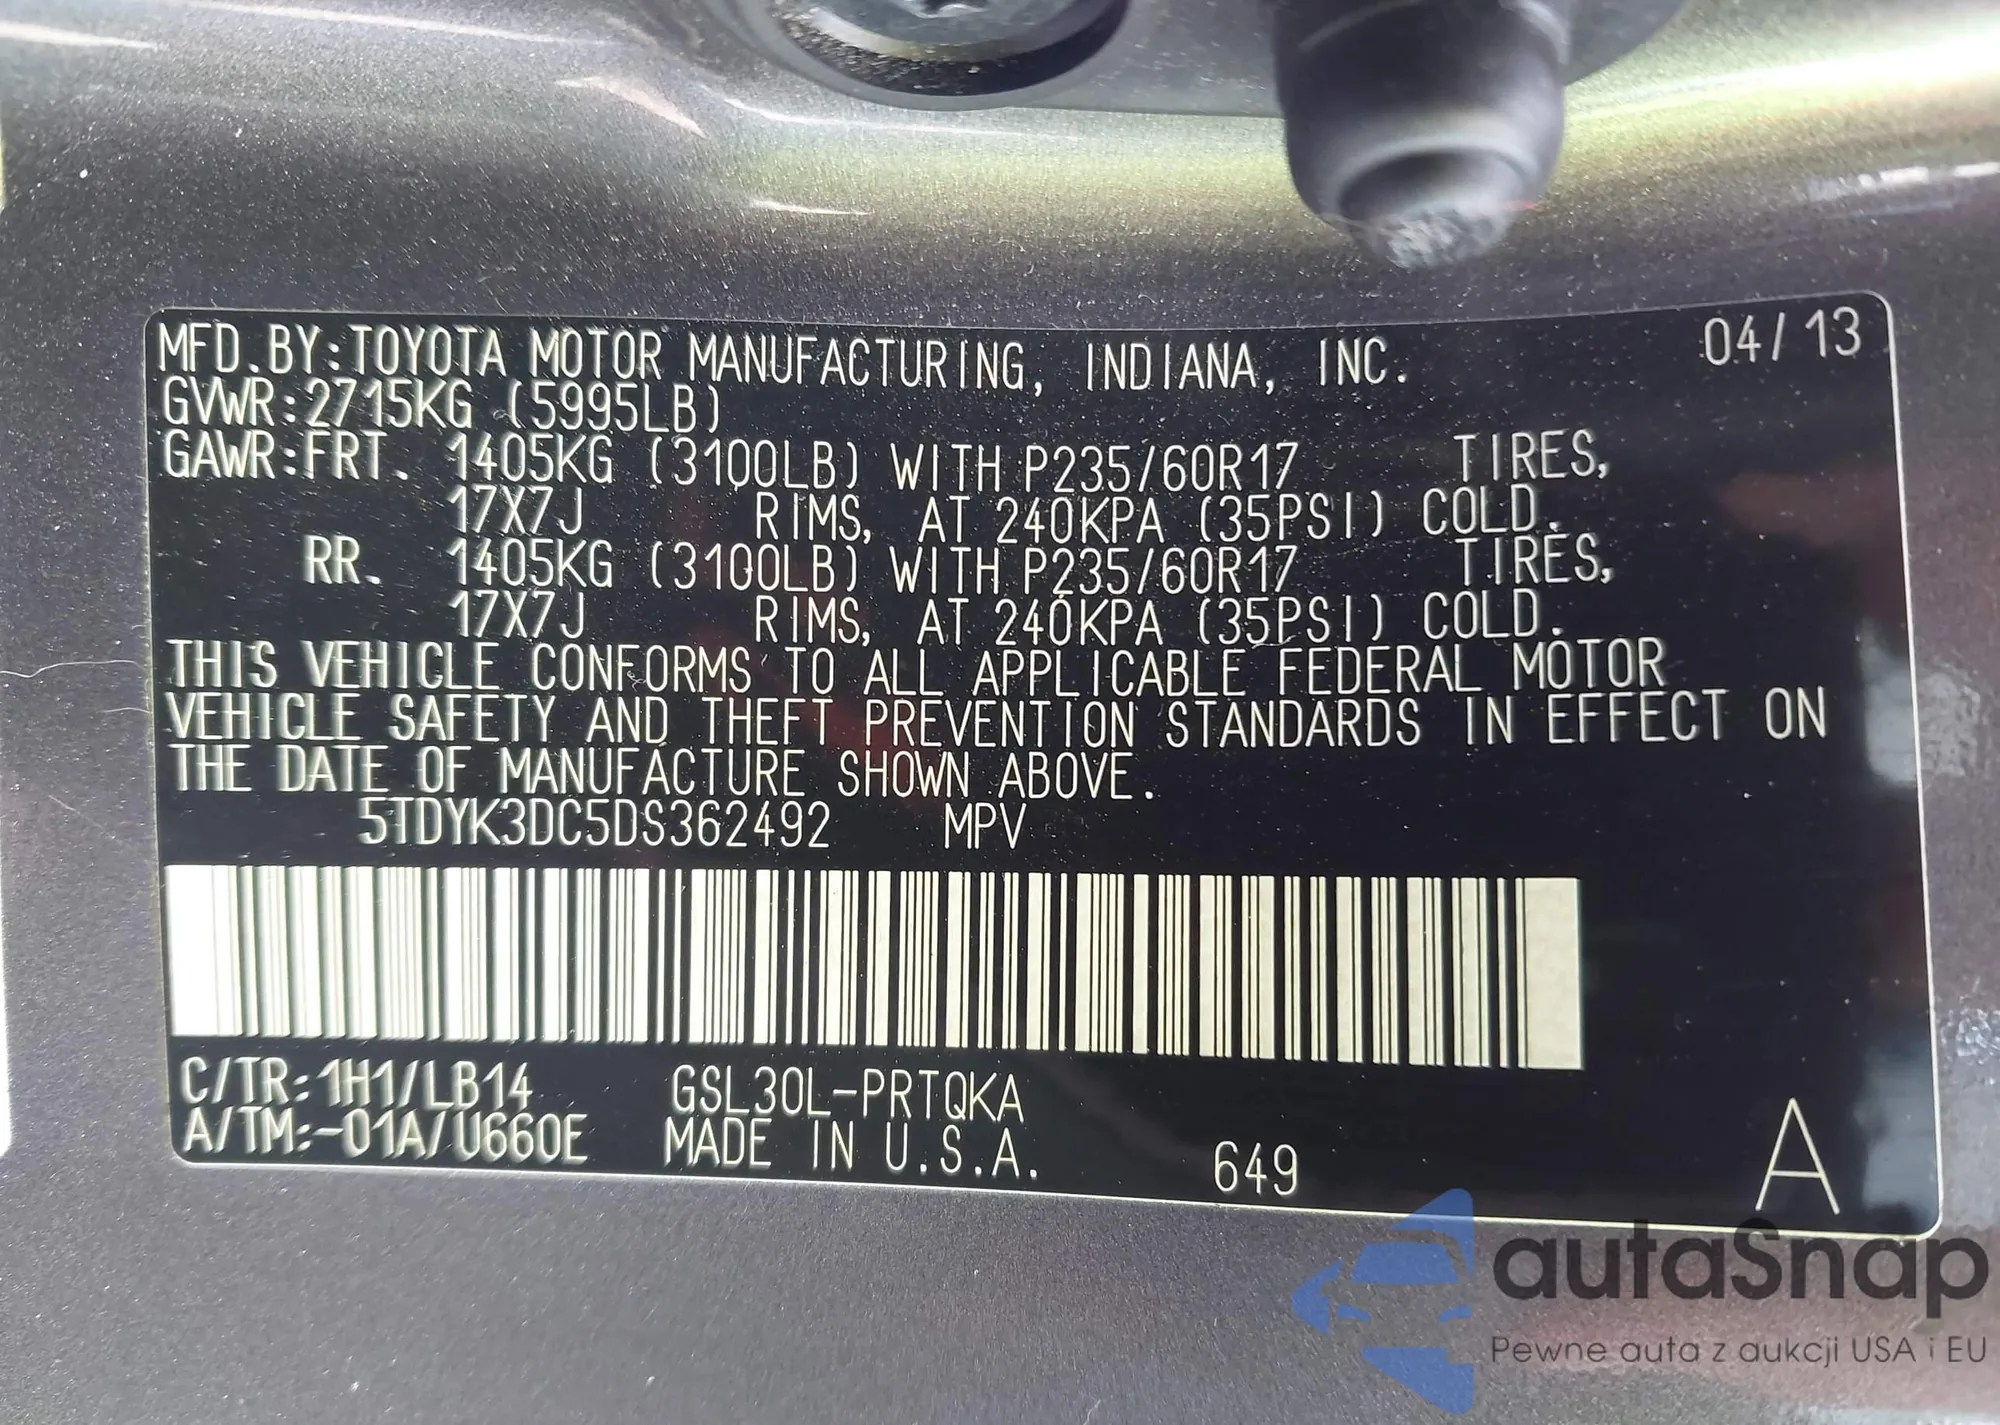 MFD.BY:TOYOTA MOTOR MANUFACTURING, INDIANA, INC. 04/13
GVWR:2715KG (5995LB)
GAWR:FRT. 1405KG (3100LB) WITH P235/60R17 TIRES,
17X7J RIMS, AT 240KPA (35PSI) COLD.
RR. 1405KG (3100LB) WITH P235/60R17 TIRES,
17X7J RIMS, AT 240KPA (35PSI) COLD.
THIS VEHICLE CONFORMS TO ALL APPLICABLE FEDERAL MOTOR
VEHICLE SAFETY AND THEFT PREVENTION STANDARDS IN EFFECT ON
THE DATE OF MANUFACTURE SHOWN ABOVE.
5TDYK3DC5DS362492 MPV
C/TR:1H1/LB14 GSL30L-PRTQKA
A/TM:-01A/U660E MADE IN U.S.A. 649 A
autaSnap
Pewne auta z aukcji USA i EU